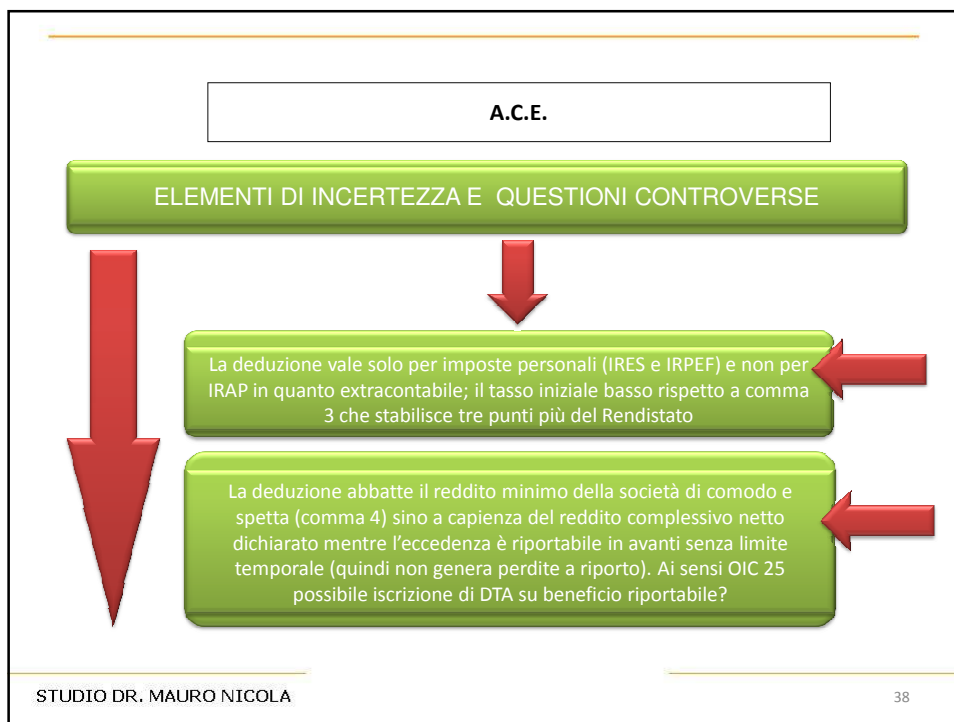 A.C.E.
ELEMENTI DI INCERTEZZA E QUESTIONI CONTROVERSE
La deduzione vale solo per imposte personali (IRES e IRPEF) e non per
IRAP in quanto extracontabile; il tasso iniziale basso rispetto a comma
3 che stabilisce tre punti più del Rendistato
La deduzione abbatte il reddito minimo della società di comodo e
spetta (comma 4) sino a capienza del reddito complessivo netto
dichiarato mentre l'eccedenza è riportabile in avanti senza limite
temporale (quindi non genera perdite a riporto). Ai sensi OIC 25
possibile iscrizione di DTA su beneficio riportabile?
STUDIO DR. MAURO NICOLA
38